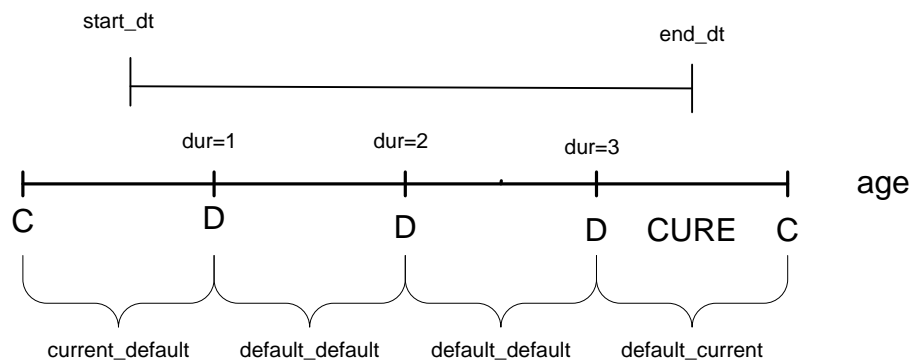 start_dt
end_dt
dur=1
dur=2
dur=3
age
C D D D CURE C
current_default default_default default_default default_current